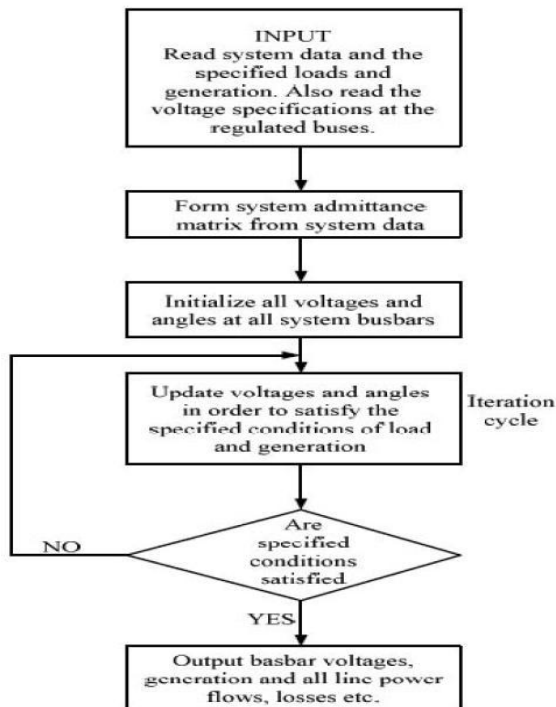 INPUT
Read system data and the
specified loads and
generation. Also read the
voltage specifications at the
regulated buses.
Form system admittance
matrix from system data
Initialize all voltages and
angles at all system busbars
Update voltages and angles
in order to satisfy the
specified conditions of load
and generation
Iteration
cycle
Are
specified
conditions
satisfied
NO
YES
Output basbar voltages,
generation and all line power
flows, losses etc.